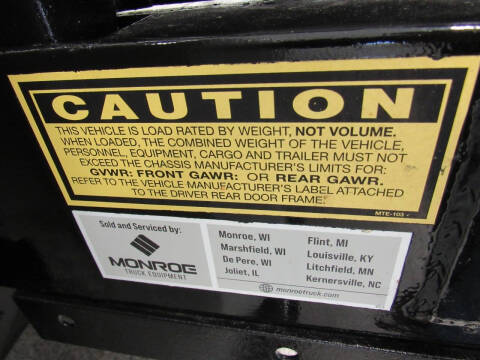 CAUTION
THIS VEHICLE IS LOAD RATED BY WEIGHT, NOT VOLUME.
WHEN LOADED, THE COMBINED WEIGHT OF THE VEHICLE,
PERSONNEL, EQUIPMENT, CARGO AND TRAILER MUST NOT
EXCEED THE CHASSIS MANUFACTURER'S LIMITS FOR:
GVWR: FRONT GAWR: OR REAR GAWR.
REFER TO THE VEHICLE MANUFACTURER'S LABEL ATTACHED
TO THE DRIVER REAR DOOR FRAME.
MTE-103
Sold and Serviced by:
MONROE
TRUCK EQUIPMENT
Monroe, WI
Marshfield, WI
De Pere, WI
Joliet, IL
Flint, MI
Louisville, KY
Litchfield, MN
Kernersville, NC
monroetruck.com